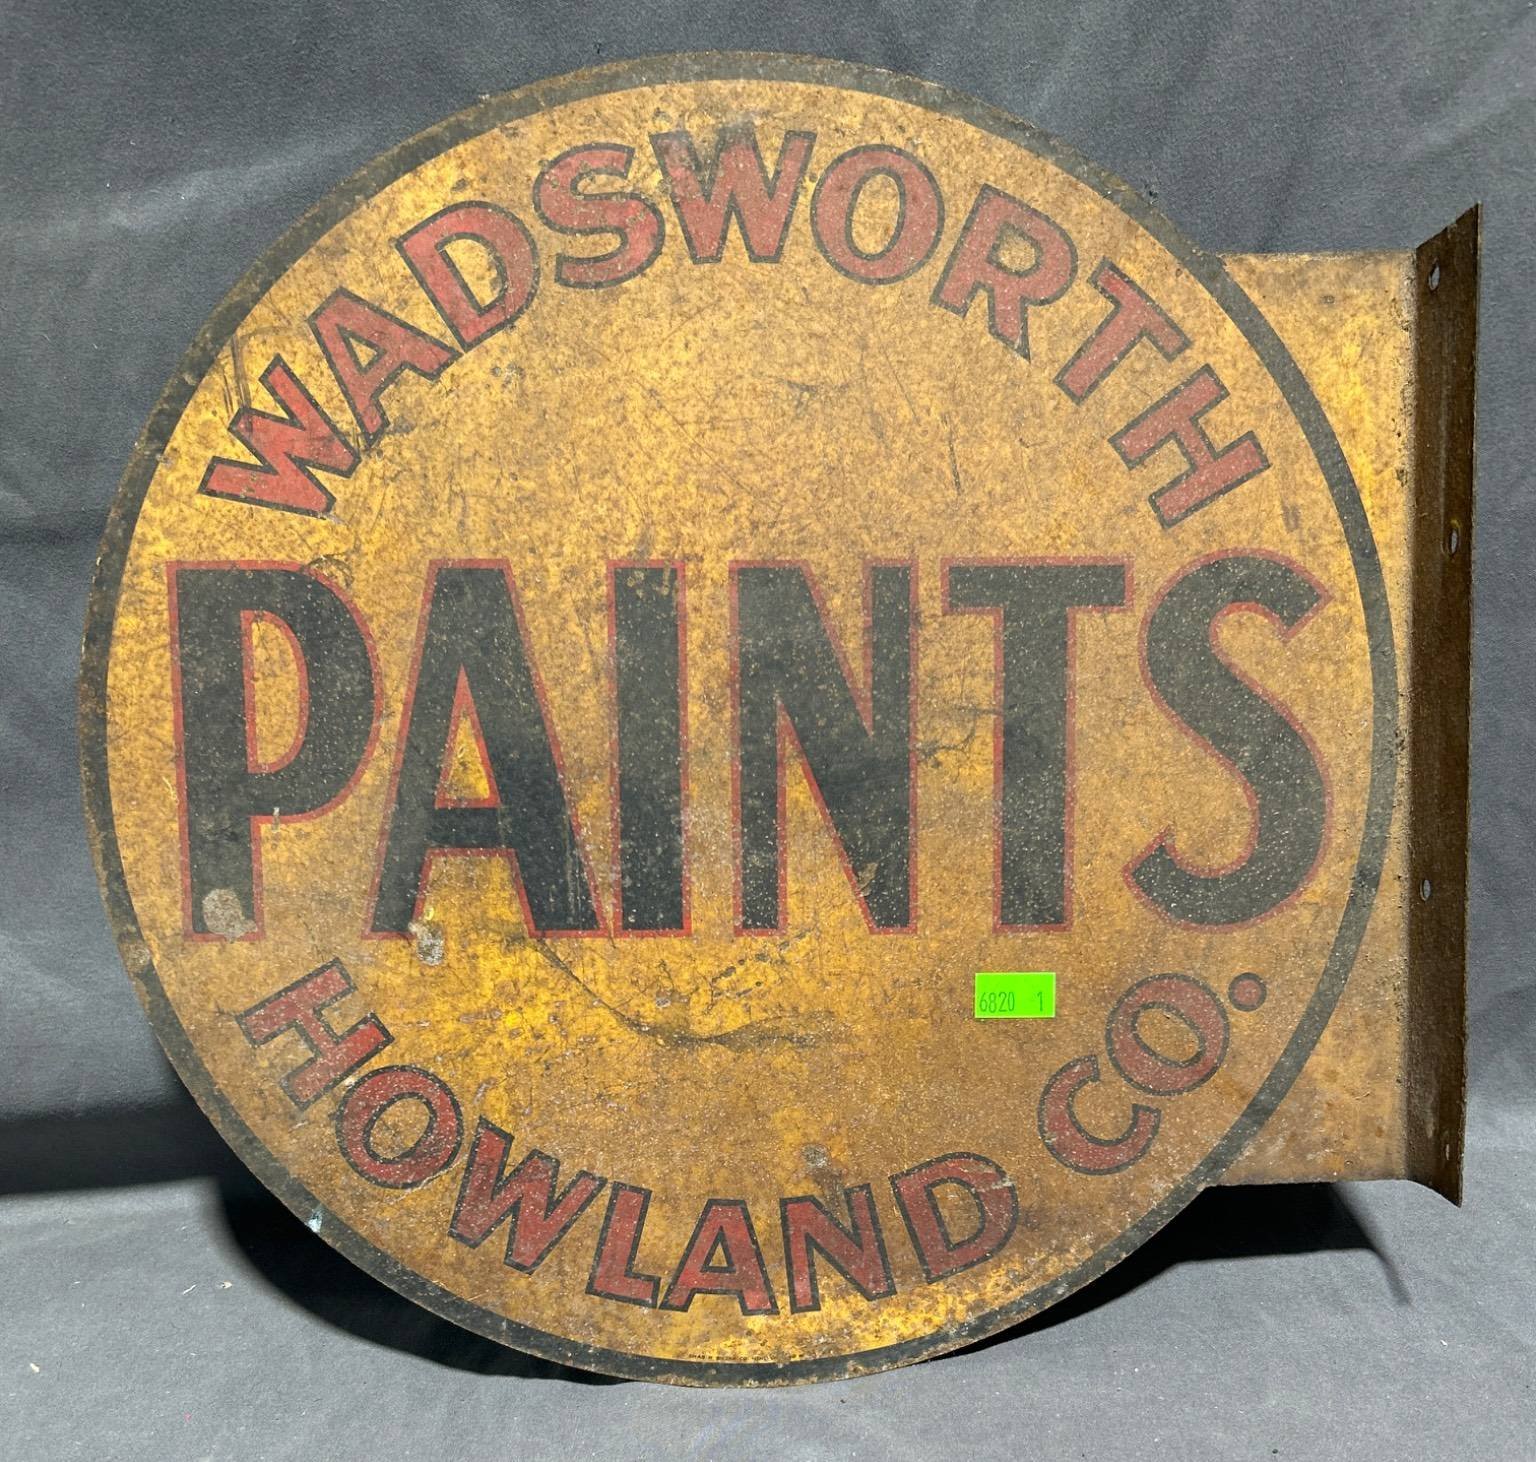 WADSWORTH
PAINTS
HOWLAND CO.
6820 1